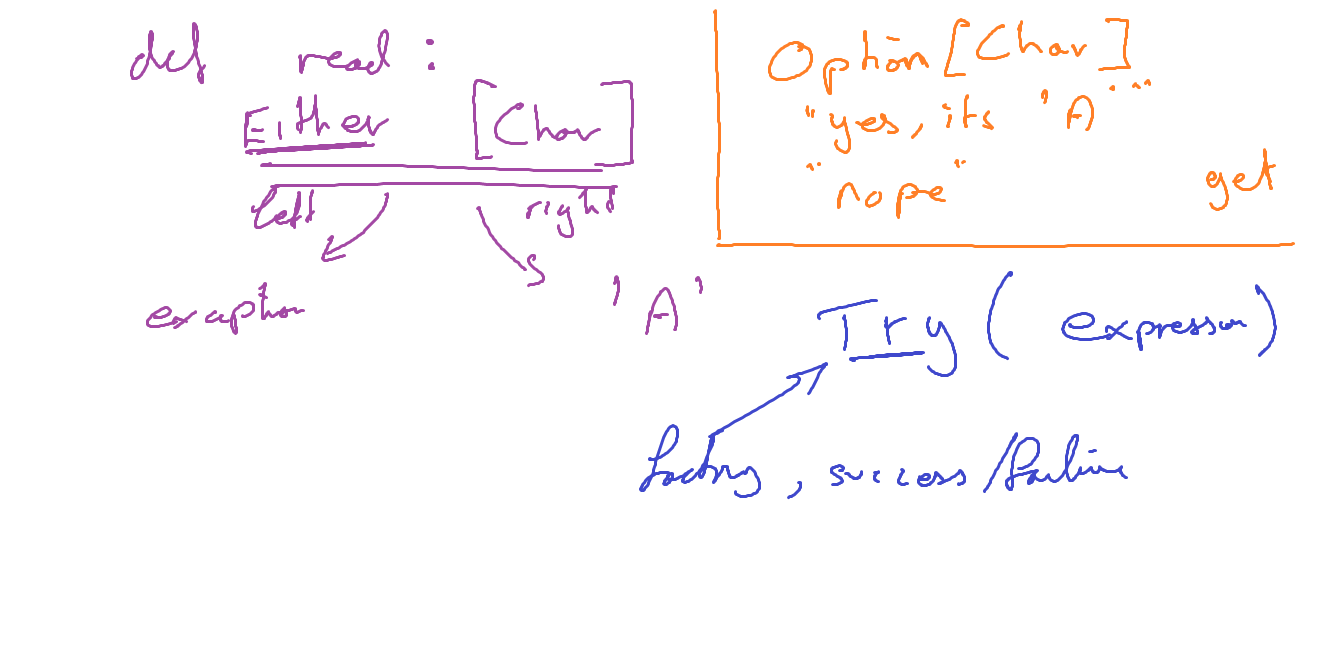 def read :
Either [Char]
left right
exception 'A'
Option [Char]
"yes, its 'A'"
"nope"
get
Try ( expression )
factory, success/failure